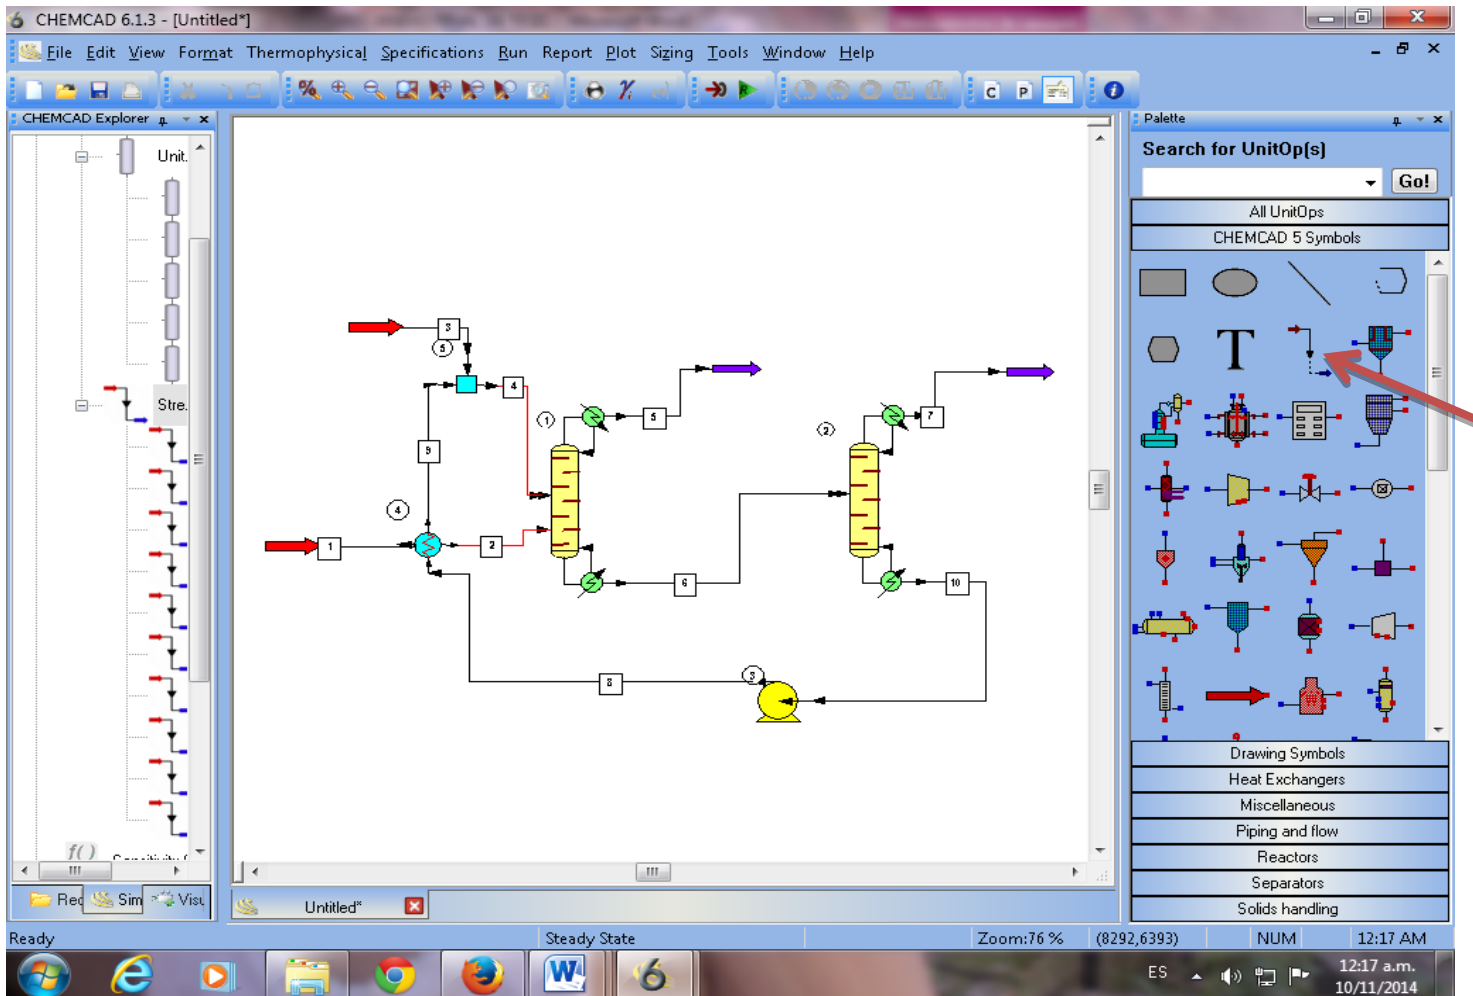 CHEMCAD 6.1.3 - [Untitled*]
File Edit View Format Thermophysical Specifications Run Report Plot Sizing Tools Window Help
C P
CHEMCAD Explorer
Unit.
Stre.
f( )
3
5
4
9
4
1
2
1
5
6
2
7
10
3
8
Palette
Search for UnitOp(s)
Go!
All UnitOps
CHEMCAD 5 Symbols
T
Drawing Symbols
Heat Exchangers
Miscellaneous
Piping and flow
Reactors
Separators
Solids handling
Sim Visu
Untitled*
Ready Steady State Zoom:76 % (8292,6393) NUM 12:17 AM
W 6 ES 12:17 a.m.
10/11/2014